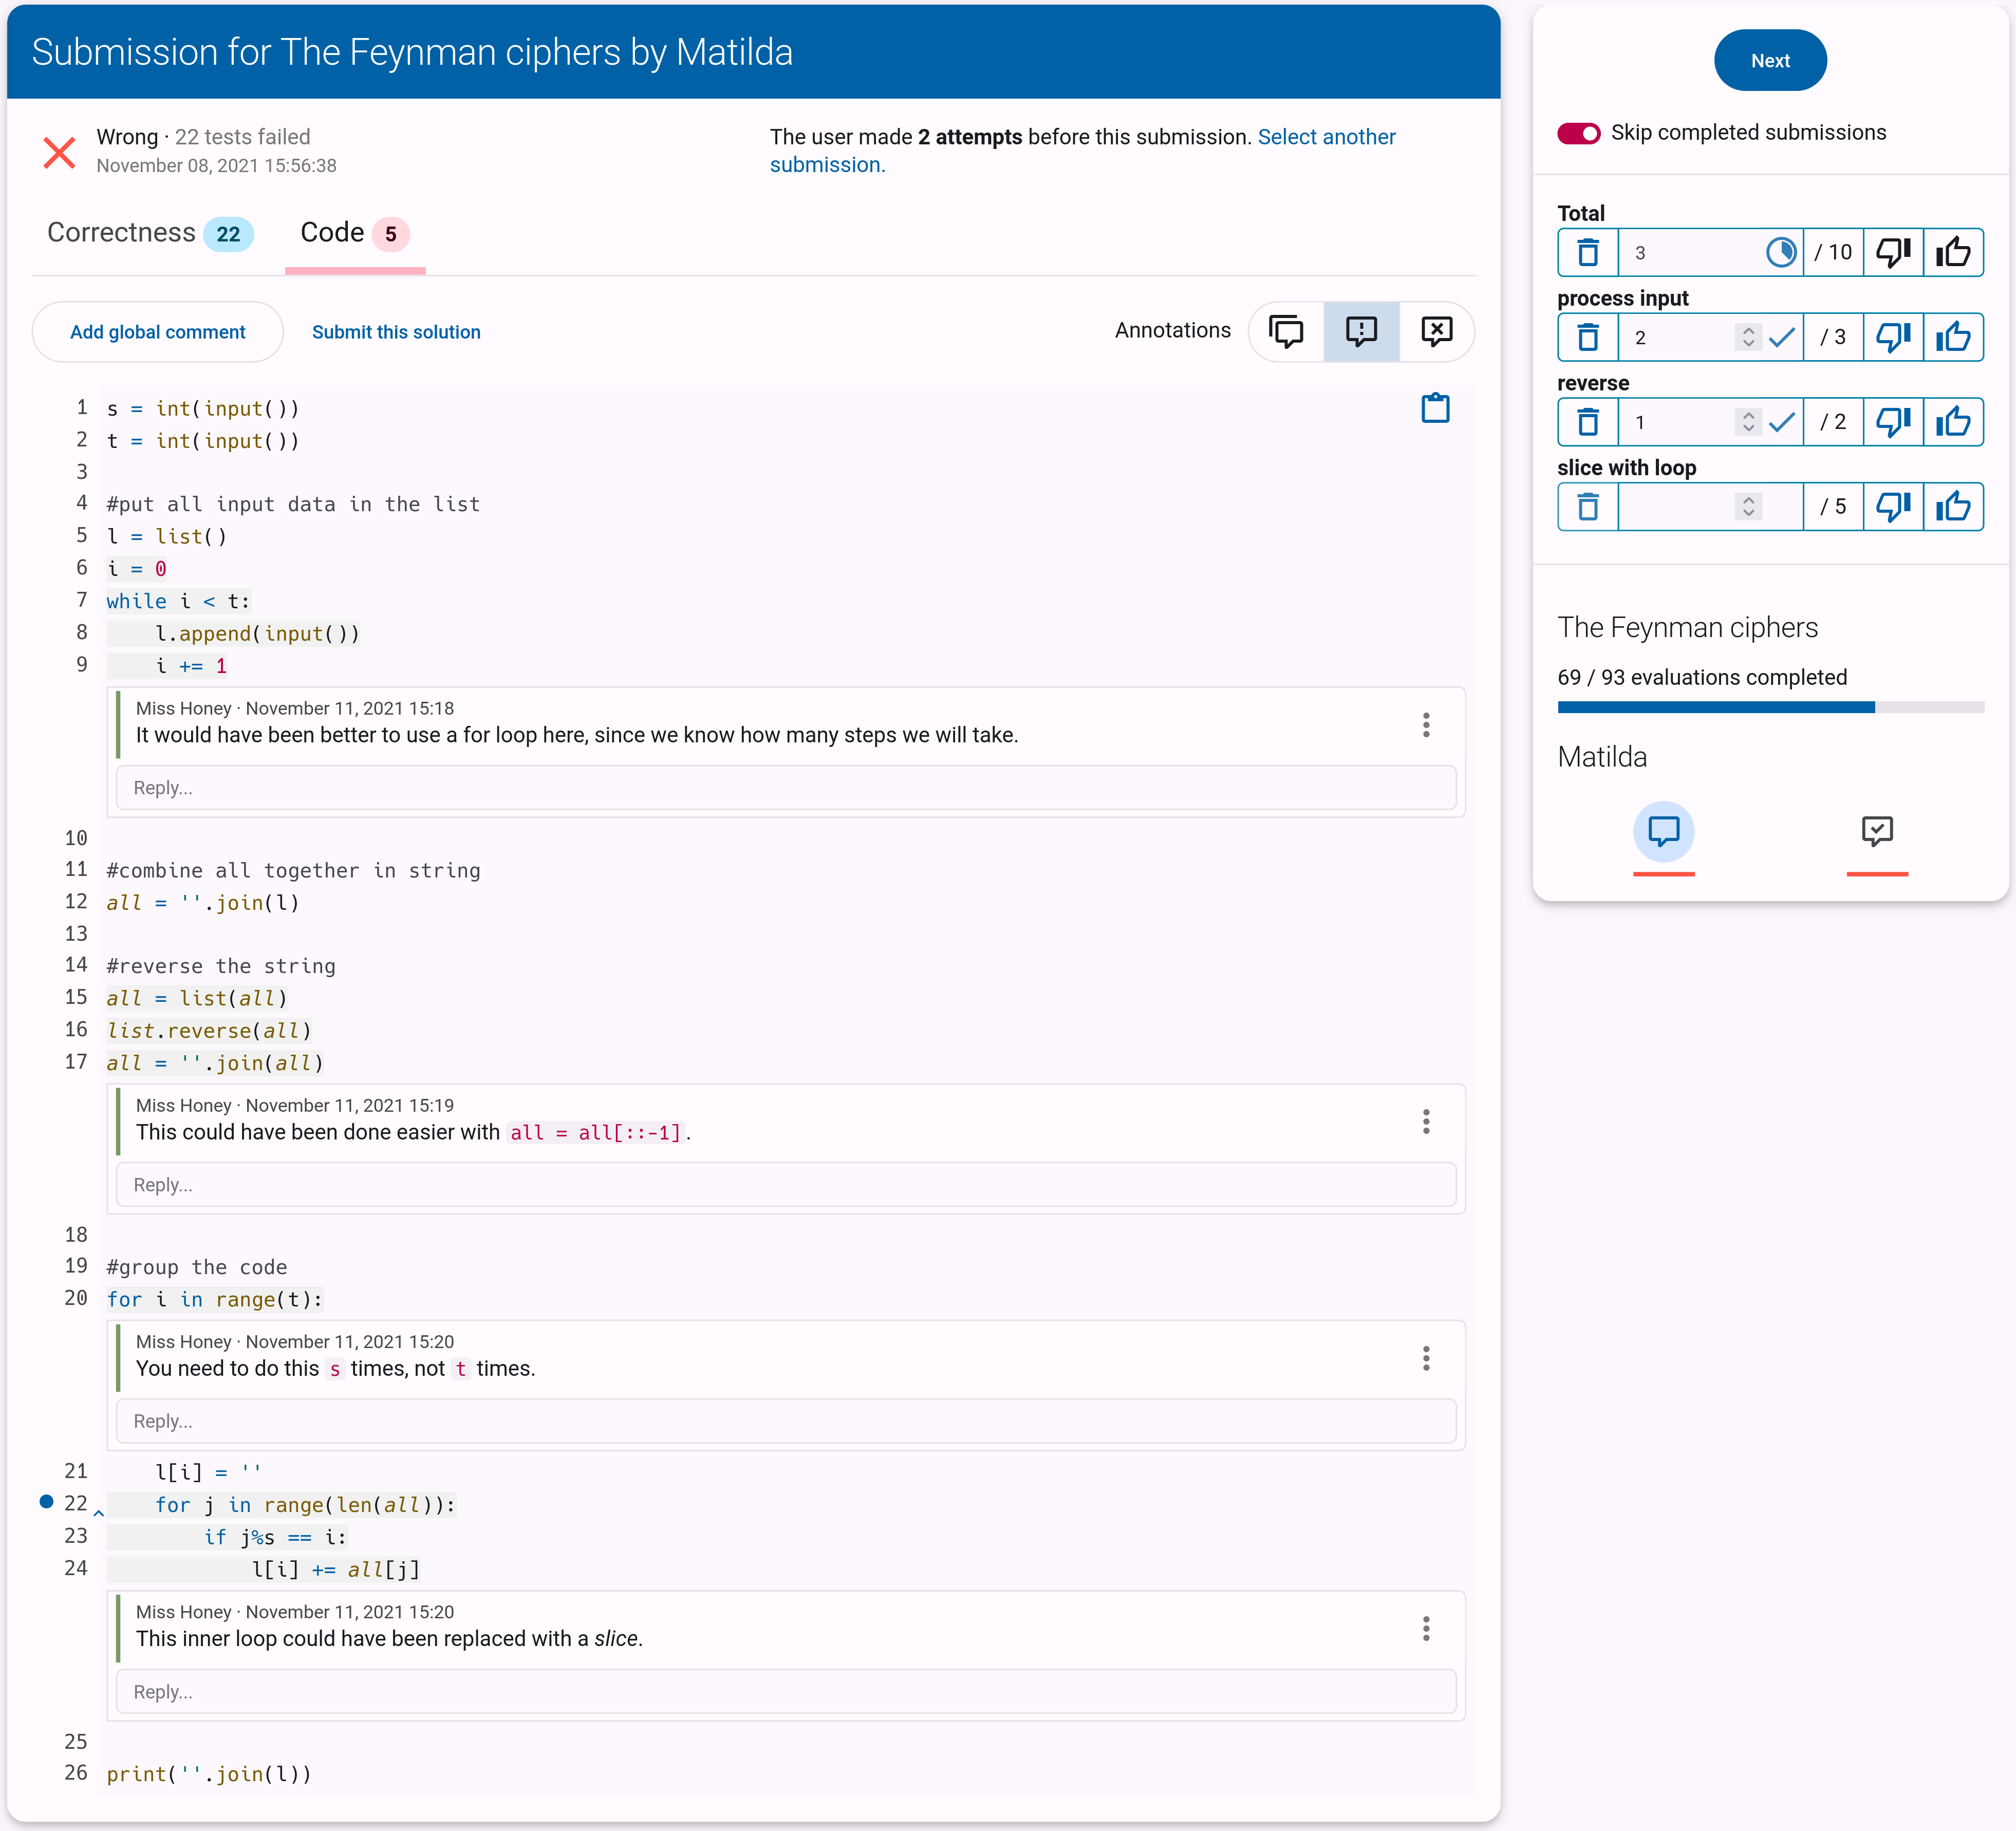 Submission for The Feynman ciphers by Matilda
Wrong · 22 tests failed
November 08, 2021 15:56:38
The user made 2 attempts before this submission. Select another
submission.
Correctness 22
Code 5
Add global comment
Submit this solution
Annotations
1 s = int(input())
2 t = int(input())
3
4 #put all input data in the list
5 l = list()
6 i = 0
7 while i < t:
8     l.append(input())
9     i += 1
Miss Honey · November 11, 2021 15:18
It would have been better to use a for loop here, since we know how many steps we will take.
Reply...
10
11 #combine all together in string
12 all = ''.join(l)
13
14 #reverse the string
15 all = list(all)
16 list.reverse(all)
17 all = ''.join(all)
Miss Honey · November 11, 2021 15:19
This could have been done easier with all = all[::-1].
Reply...
18
19 #group the code
20 for i in range(t):
Miss Honey · November 11, 2021 15:20
You need to do this s times, not t times.
Reply...
21     l[i] = ''
22     for j in range(len(all)):
23         if j%s == i:
24             l[i] += all[j]
Miss Honey · November 11, 2021 15:20
This inner loop could have been replaced with a slice.
Reply...
25
26 print(''.join(l))
Next
Skip completed submissions
Total
3 / 10
process input
2 / 3
reverse
1 / 2
slice with loop
/ 5
The Feynman ciphers
69 / 93 evaluations completed
Matilda